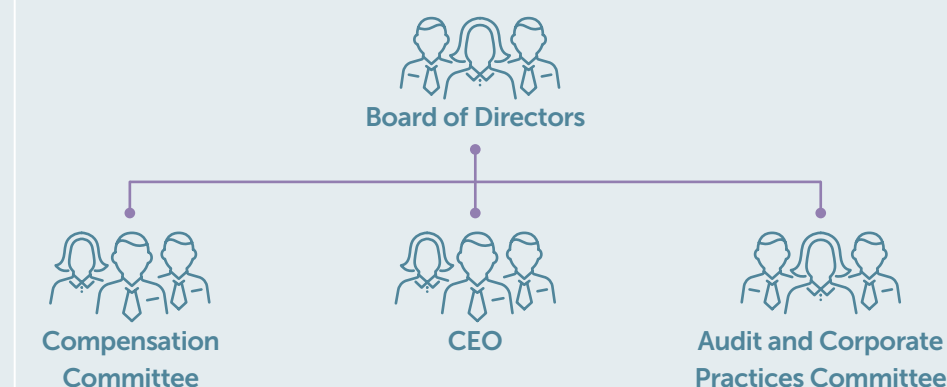 Board of Directors
Compensation
Committee
CEO
Audit and Corporate
Practices Committee